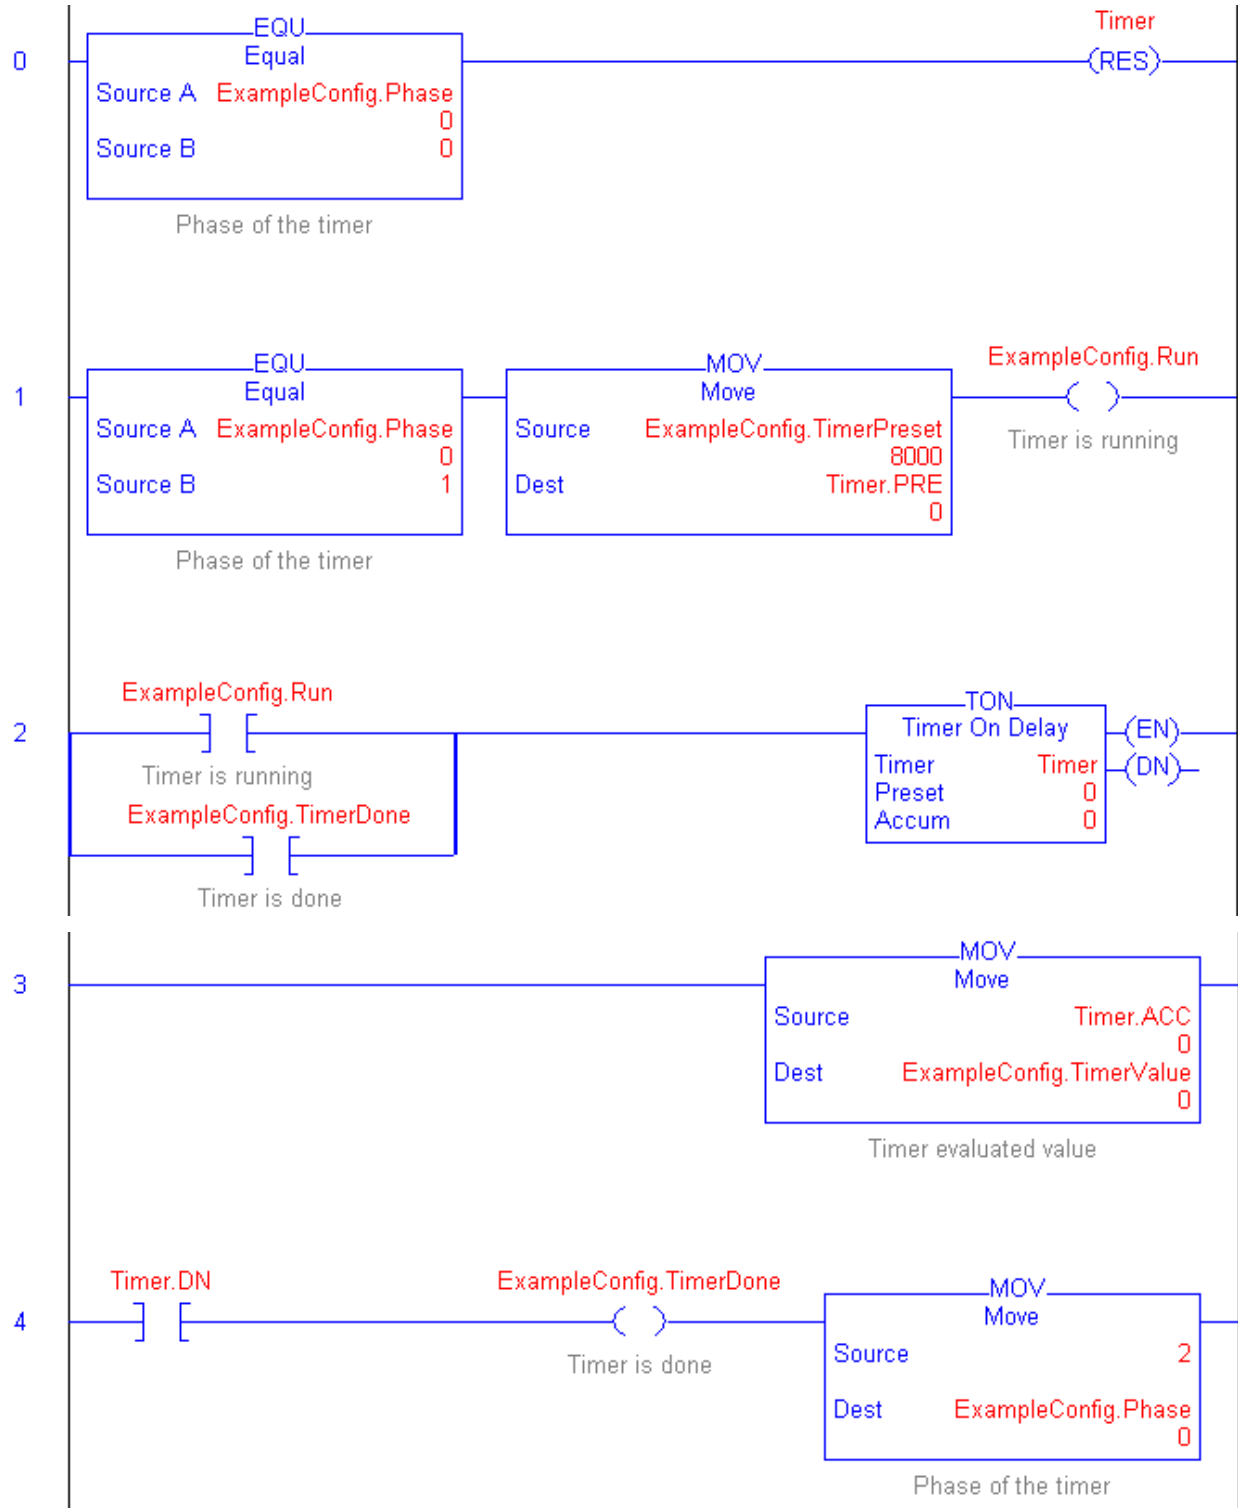 EQU
Equal
Source A ExampleConfig.Phase
0
Source B 0
Phase of the timer
Timer
(RES)
0
EQU
Equal
Source A ExampleConfig.Phase
0
Source B 1
Phase of the timer
MOV
Move
Source ExampleConfig.TimerPreset
8000
Dest Timer.PRE
0
ExampleConfig.Run
Timer is running
1
2
ExampleConfig.Run
Timer is running
ExampleConfig.TimerDone
Timer is done
TON
Timer On Delay
Timer Timer
Preset 0
Accum 0
(EN)
(DN)
3
MOV
Move
Source Timer.ACC
0
Dest ExampleConfig.TimerValue
0
Timer evaluated value
4
Timer.DN
ExampleConfig.TimerDone
Timer is done
MOV
Move
Source 2
Dest ExampleConfig.Phase
0
Phase of the timer